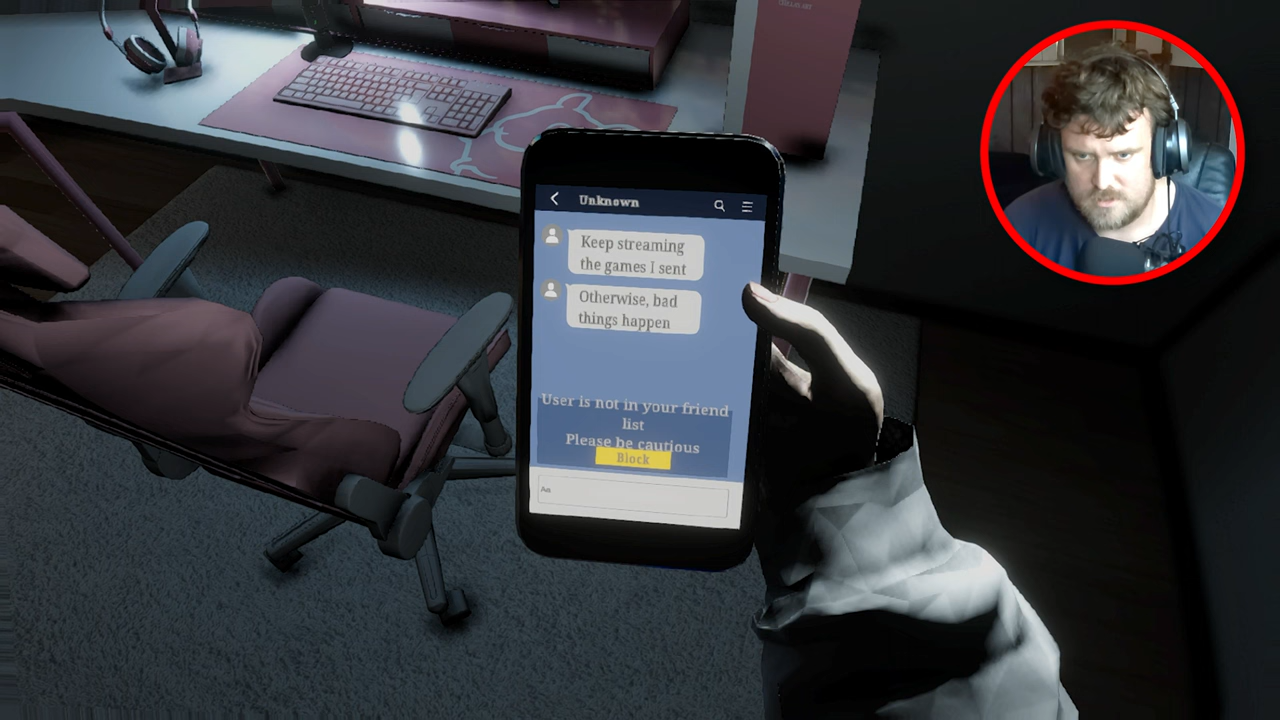 Unknown
Keep streaming
the games I sent
Otherwise, bad
things happen
User is not in your friend
list
Please be cautious
Block
Aa